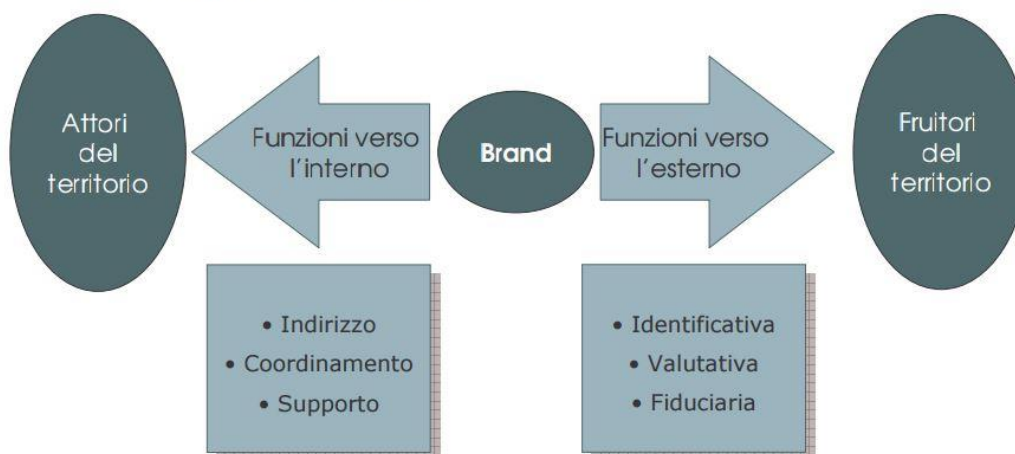 Attori
del
territorio
Funzioni verso
l'interno
Brand
Funzioni verso
l'esterno
Fruitori
del
territorio
• Indirizzo
• Coordinamento
• Supporto
• Identificativa
• Valutativa
• Fiduciaria